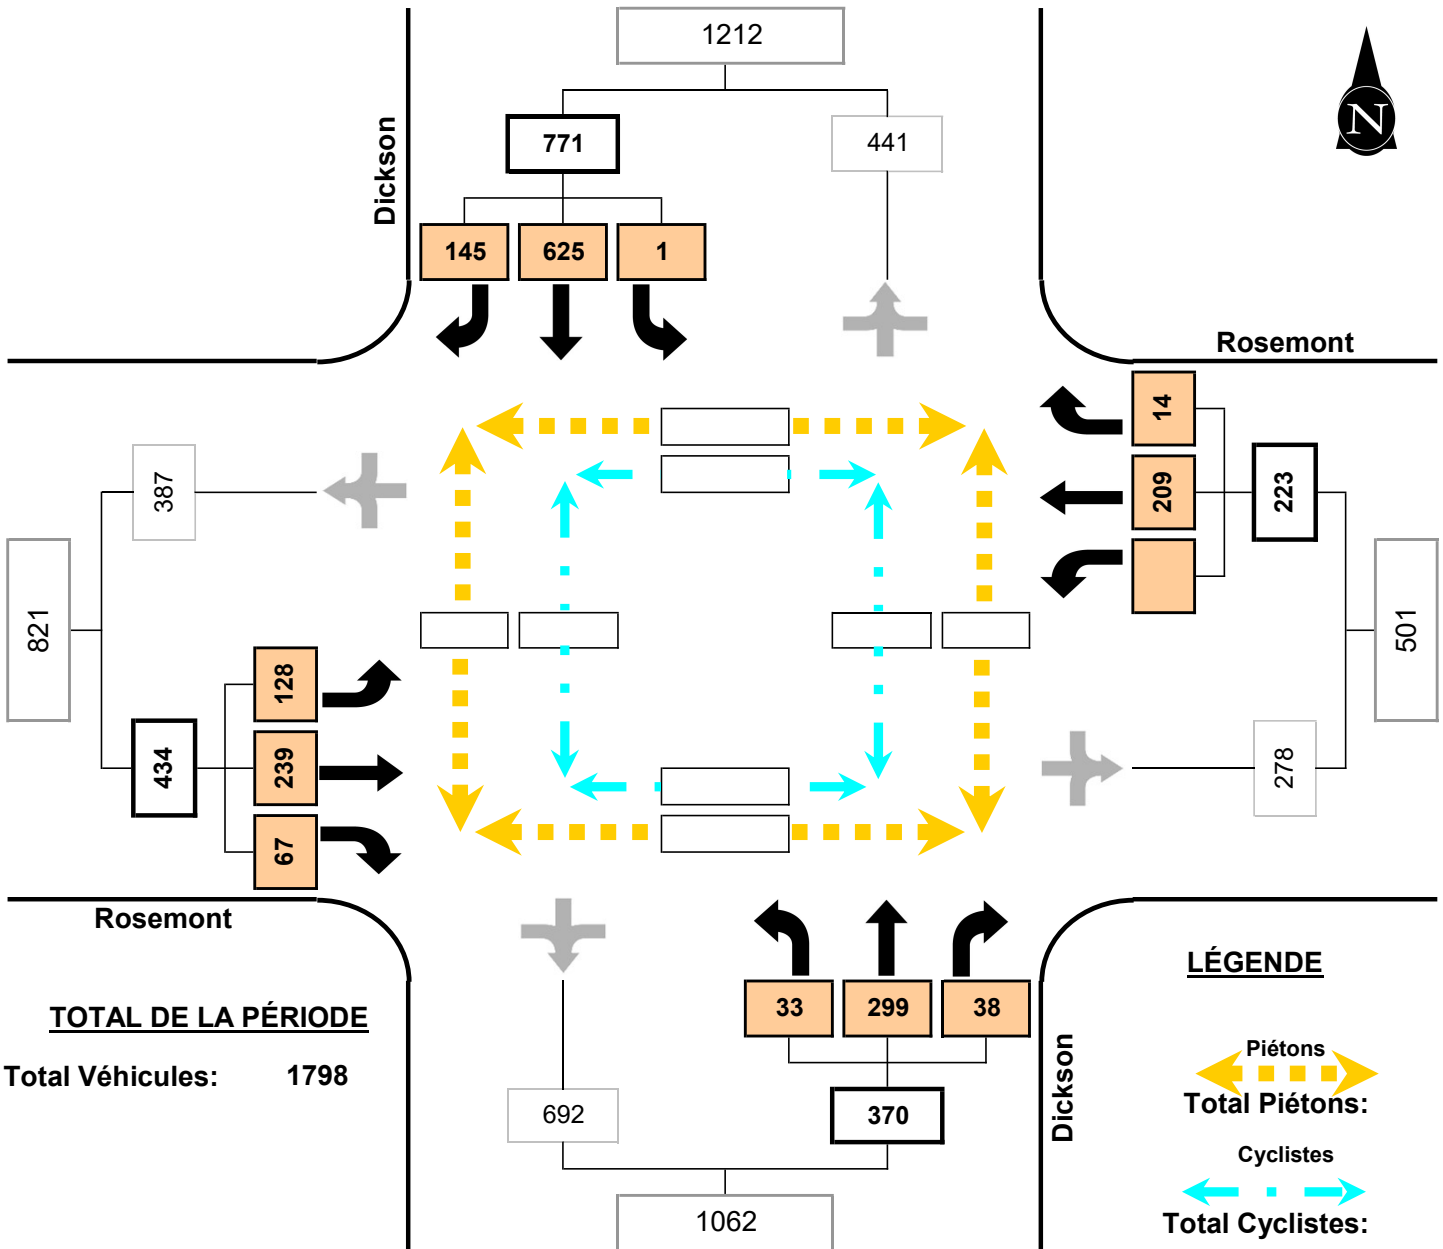 1212
N
771
441
Dickson
145 625 1
Rosemont
14
209
223
387
821
501
128
239
67
434
278
Rosemont
33 299 38
LÉGENDE
TOTAL DE LA PÉRIODE
Total Véhicules: 1798
Dickson
Piétons
Total Piétons:
692
370
Cyclistes
Total Cyclistes:
1062